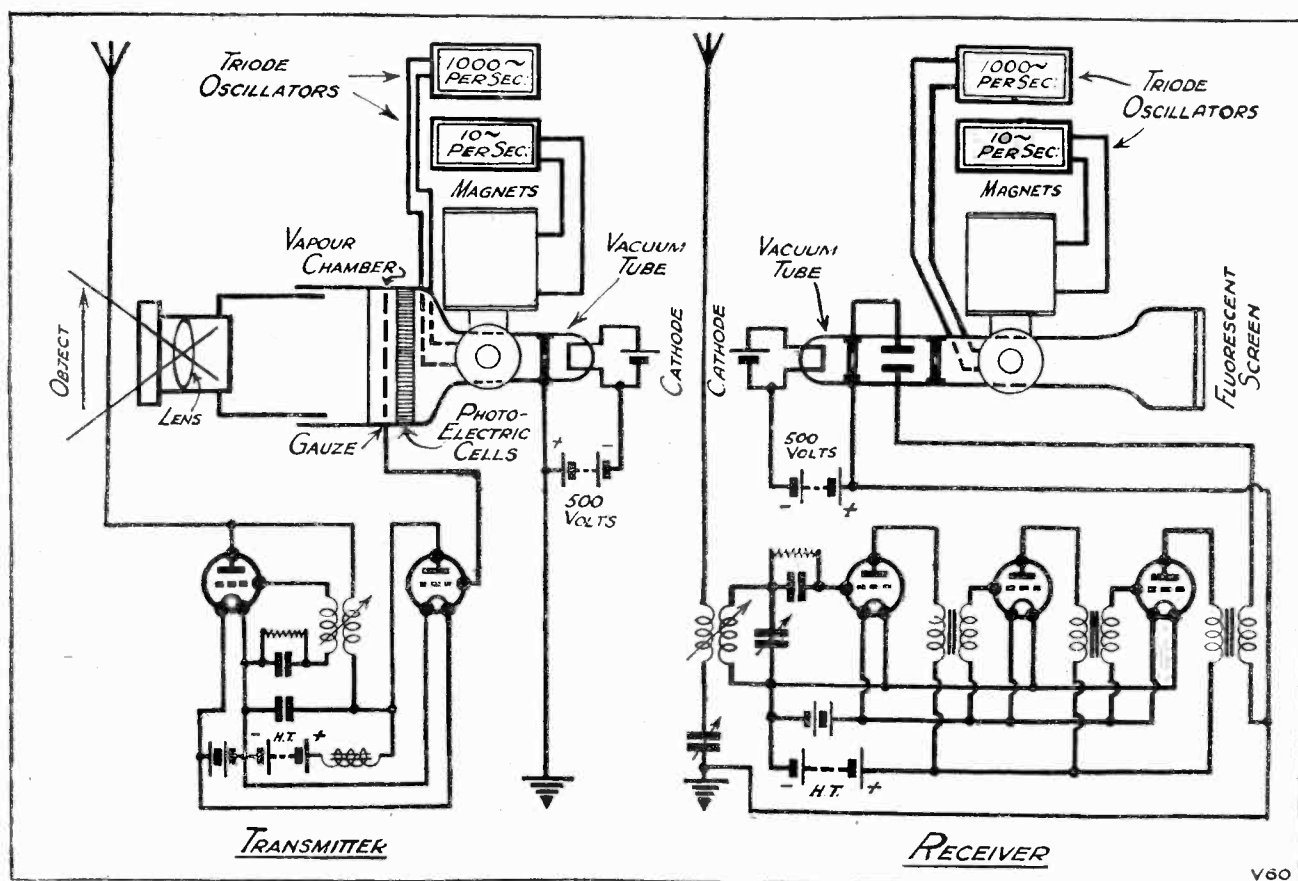 TRIODE
OSCILLATORS
1000~
PER SEC:
10~
PER SEC:
MAGNETS
VAPOUR
CHAMBER
VACUUM
TUBE
OBJECT
LENS
GAUZE
PHOTO-
ELECTRIC
CELLS
CATHODE
+
-
500
VOLTS
-
H.T.
+
TRANSMITTER
1000~
PER SEC:
10~
PER SEC:
TRIODE
OSCILLATORS
MAGNETS
VACUUM
TUBE
CATHODE
FLUORESCENT
SCREEN
500
VOLTS
-
+
-
H.T.
+
RECEIVER
V60